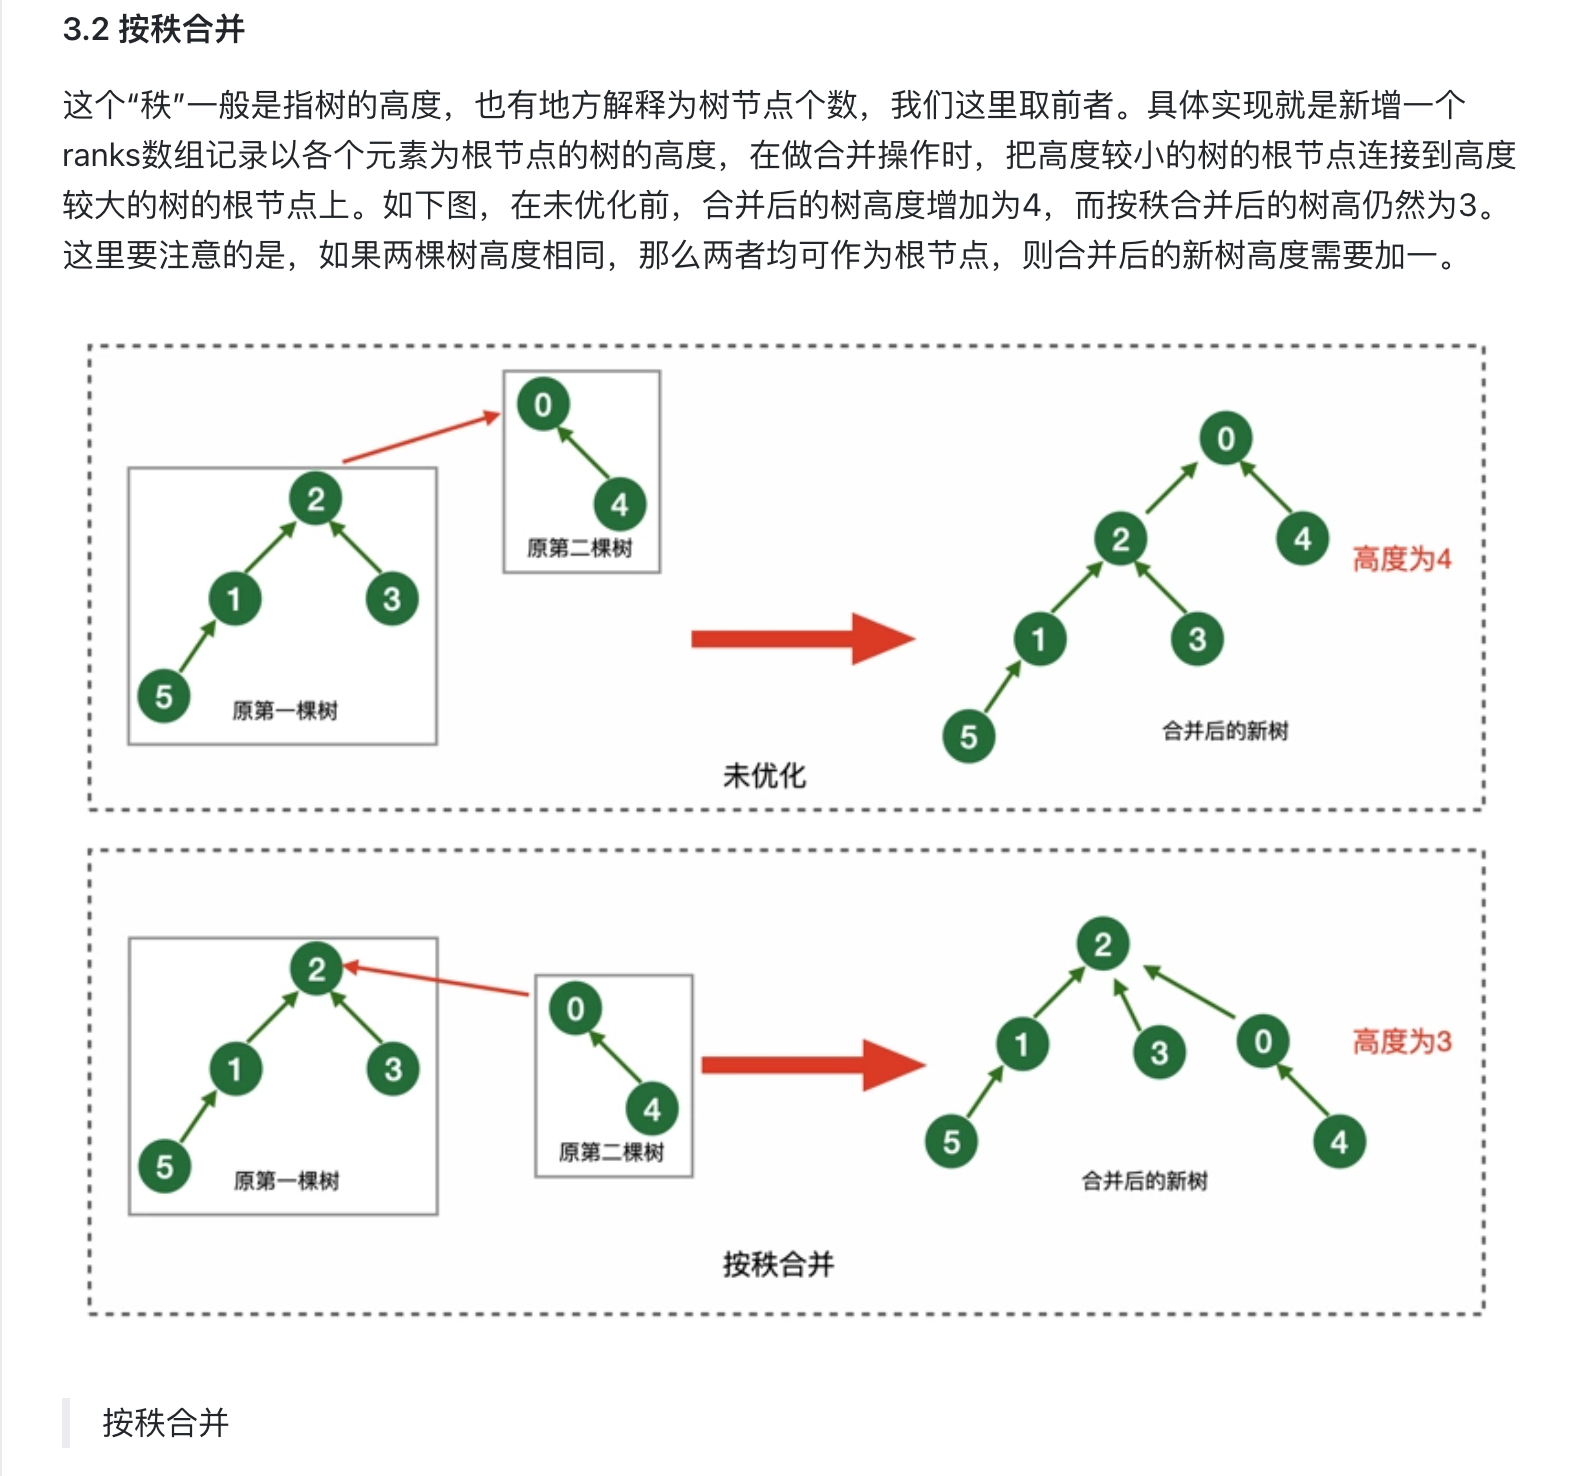 3.2 按秩合并
这个“秩”一般是指树的高度，也有地方解释为树节点个数，我们这里取前者。具体实现就是新增一个
ranks数组记录以各个元素为根节点的树的高度，在做合并操作时，把高度较小的树的根节点连接到高度
较大的树的根节点上。如下图，在未优化前，合并后的树高度增加为4，而按秩合并后的树高仍然为3。
这里要注意的是，如果两棵树高度相同，那么两者均可作为根节点，则合并后的新树高度需要加一。
0
4
原第二棵树
2
1
3
5
原第一棵树
0
2
4
高度为4
1
3
5
合并后的新树
未优化
2
1
3
5
原第一棵树
0
4
原第二棵树
2
1
3
0
高度为3
5
4
合并后的新树
按秩合并
按秩合并